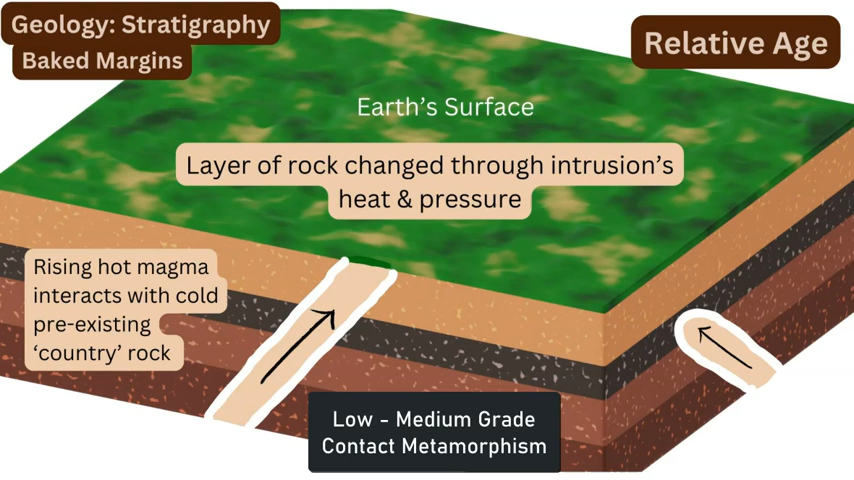 Geology: Stratigraphy
Baked Margins
Relative Age
Earth’s Surface
Layer of rock changed through intrusion’s
heat & pressure
Rising hot magma
interacts with cold
pre-existing
‘country’ rock
Low - Medium Grade
Contact Metamorphism